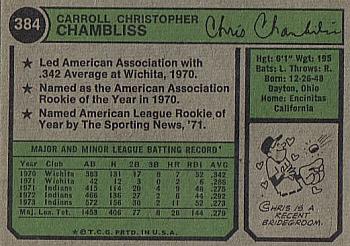 384
CARROLL CHRISTOPHER
CHAMBLISS
Chris Chambliss
★ Led American Association with
.342 Average at Wichita, 1970.
★ Named as the American Association
Rookie of the Year in 1970.
★ Named American League Rookie of
Year by The Sporting News, '71.
Hgt: 6'1" Wgt: 195
Bats: L. Throws: R.
Born: 12-26-48
Dayton, Ohio
Home: Encinitas
California
MAJOR AND MINOR LEAGUE BATTING RECORD
Year Club AB H 2B 3B HR RBI AVG.
1970 Wichita 383 131 17 8 7 52 .342
1971 Wichita 42 12 3 1 0 2 .286
1971 Indians 415 114 20 4 9 48 .275
1972 Indians 466 136 27 2 6 44 .292
1973 Indians 572 156 30 2 11 53 .273
Maj. Lea. Tot. 1453 406 77 8 26 144 .279
★ © T.C.G. PRTD. IN U.S.A.
CHRIS IS A
RECENT
BRIDEGROOM.